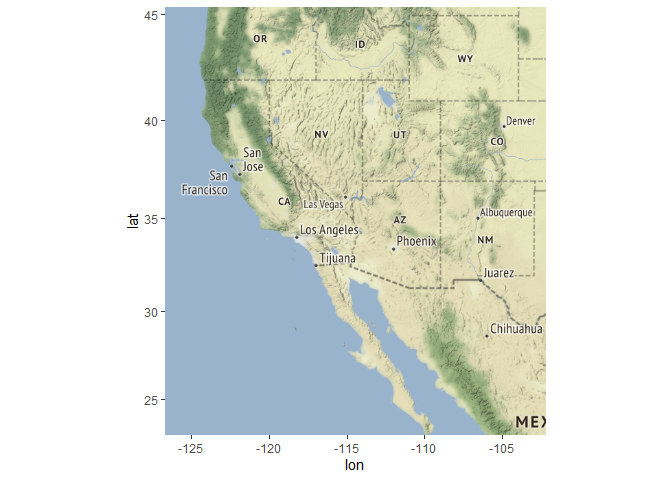 45
OR
ID
WY
40
Denver
NV
UT
CO
San
Jose
San
Francisco
CA
Las Vegas
35
AZ
Albuquerque
Los Angeles
Phoenix
NM
Tijuana
Juarez
30
Chihuahua
25
MEX
-125
-120
-115
-110
-105
lon
lat